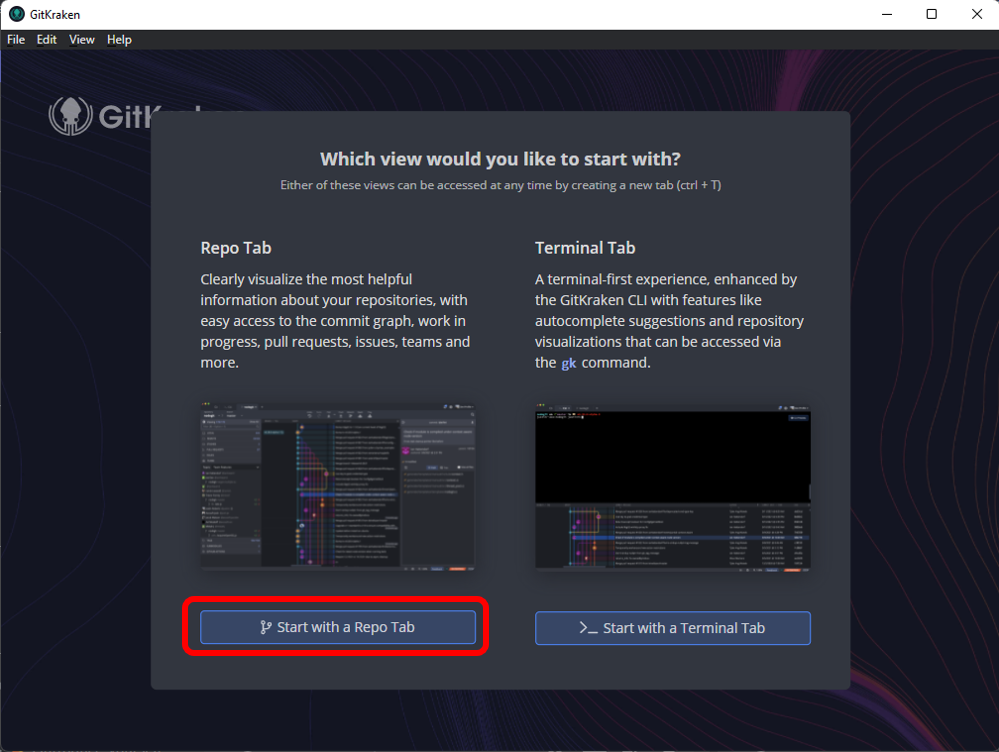 GitKraken
File Edit View Help
GitKraken
Which view would you like to start with?
Either of these views can be accessed at any time by creating a new tab (ctrl + T)
Repo Tab
Clearly visualize the most helpful
information about your repositories, with
easy access to the commit graph, work in
progress, pull requests, issues, teams and
more.
Start with a Repo Tab
Terminal Tab
A terminal-first experience, enhanced by
the GitKraken CLI with features like
autocomplete suggestions and repository
visualizations that can be accessed via
the gk command.
Start with a Terminal Tab